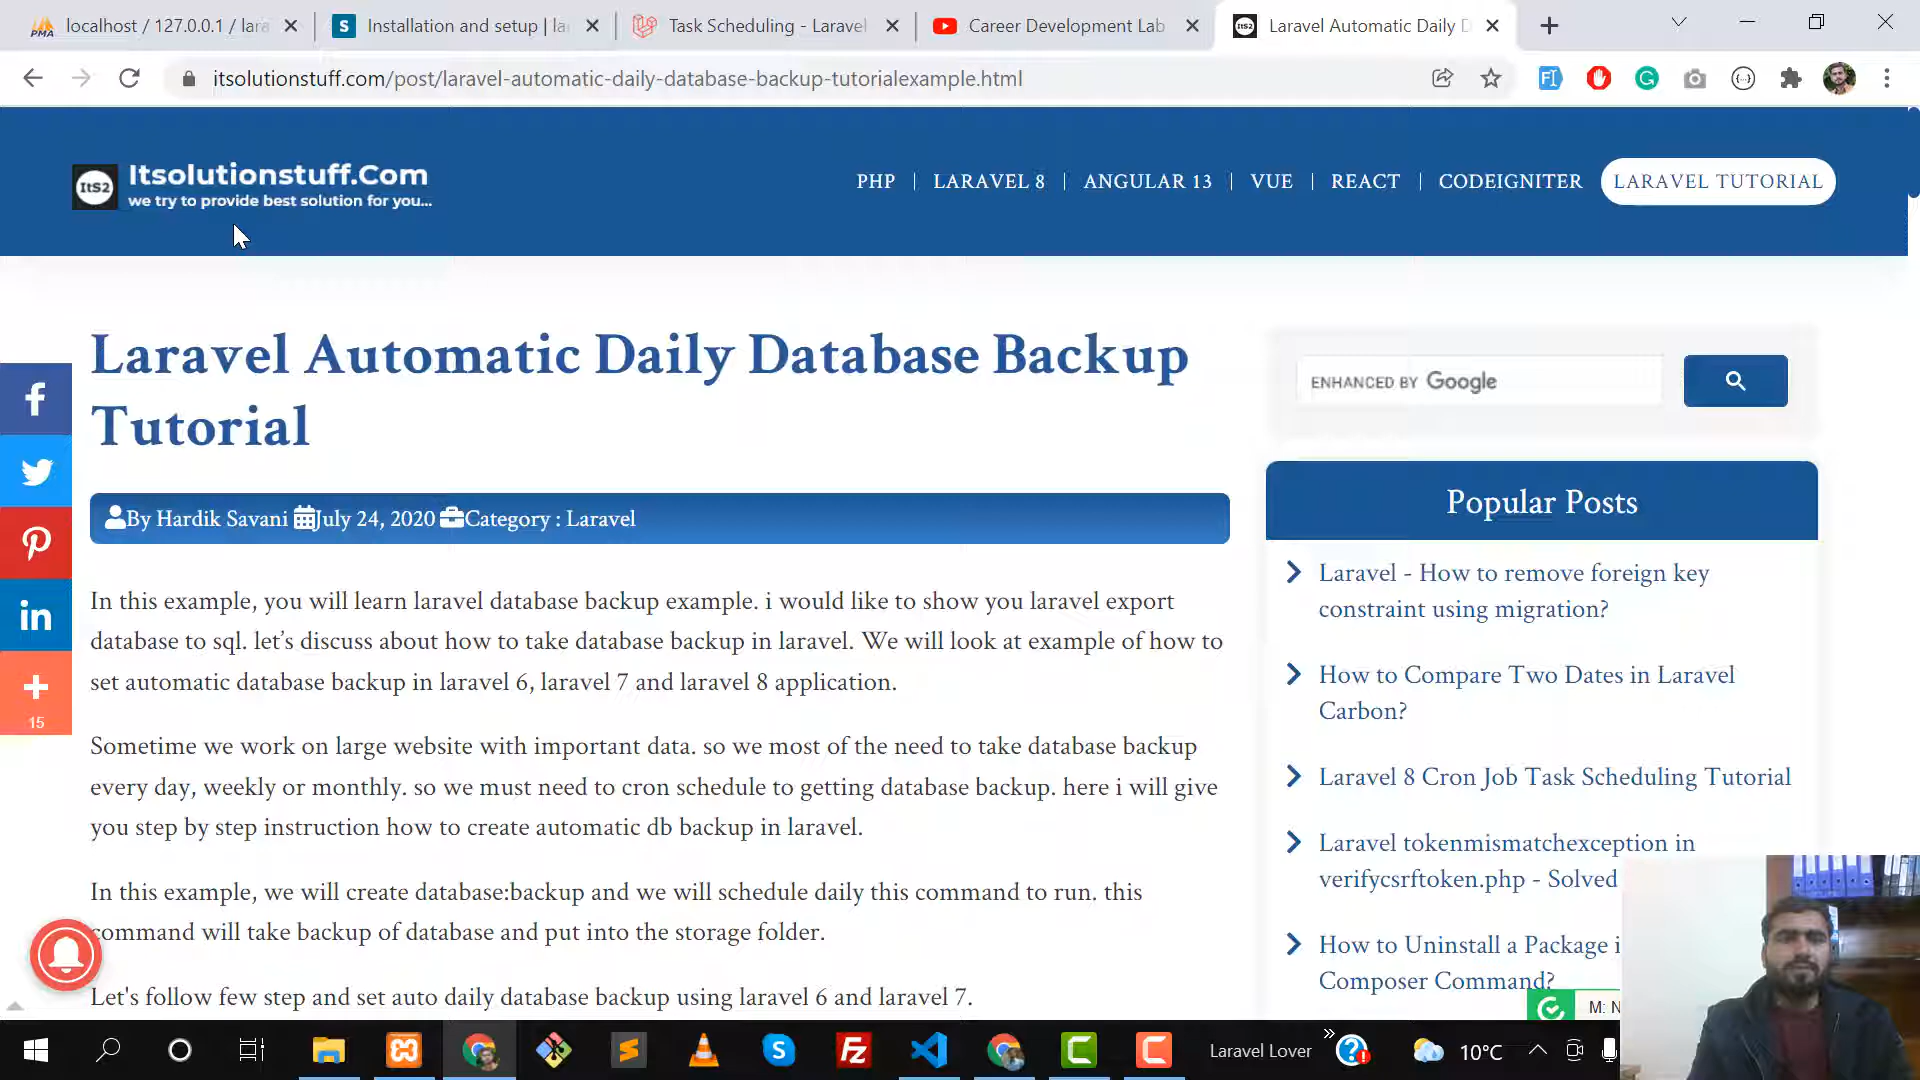 localhost / 127.0.0.1 / lara
Installation and setup | la
Task Scheduling - Laravel
Career Development Lab
Laravel Automatic Daily D
itsolutionstuff.com/post/laravel-automatic-daily-database-backup-tutorialexample.html
ItS2
Itsolutionstuff.Com
we try to provide best solution for you...
PHP
LARAVEL 8
ANGULAR 13
VUE
REACT
CODEIGNITER
LARAVEL TUTORIAL
Laravel Automatic Daily Database Backup
Tutorial
By Hardik Savani July 24, 2020 Category : Laravel
In this example, you will learn laravel database backup example. i would like to show you laravel export
database to sql. let's discuss about how to take database backup in laravel. We will look at example of how to
set automatic database backup in laravel 6, laravel 7 and laravel 8 application.
Sometime we work on large website with important data. so we most of the need to take database backup
every day, weekly or monthly. so we must need to cron schedule to getting database backup. here i will give
you step by step instruction how to create automatic db backup in laravel.
In this example, we will create database:backup and we will schedule daily this command to run. this
command will take backup of database and put into the storage folder.
Let's follow few step and set auto daily database backup using laravel 6 and laravel 7.
15
ENHANCED BY Google
Popular Posts
Laravel - How to remove foreign key
constraint using migration?
How to Compare Two Dates in Laravel
Carbon?
Laravel 8 Cron Job Task Scheduling Tutorial
Laravel tokenmismatchexception in
verifycsrftoken.php - Solved
How to Uninstall a Package i
Composer Command?
M: N
Laravel Lover
10°C